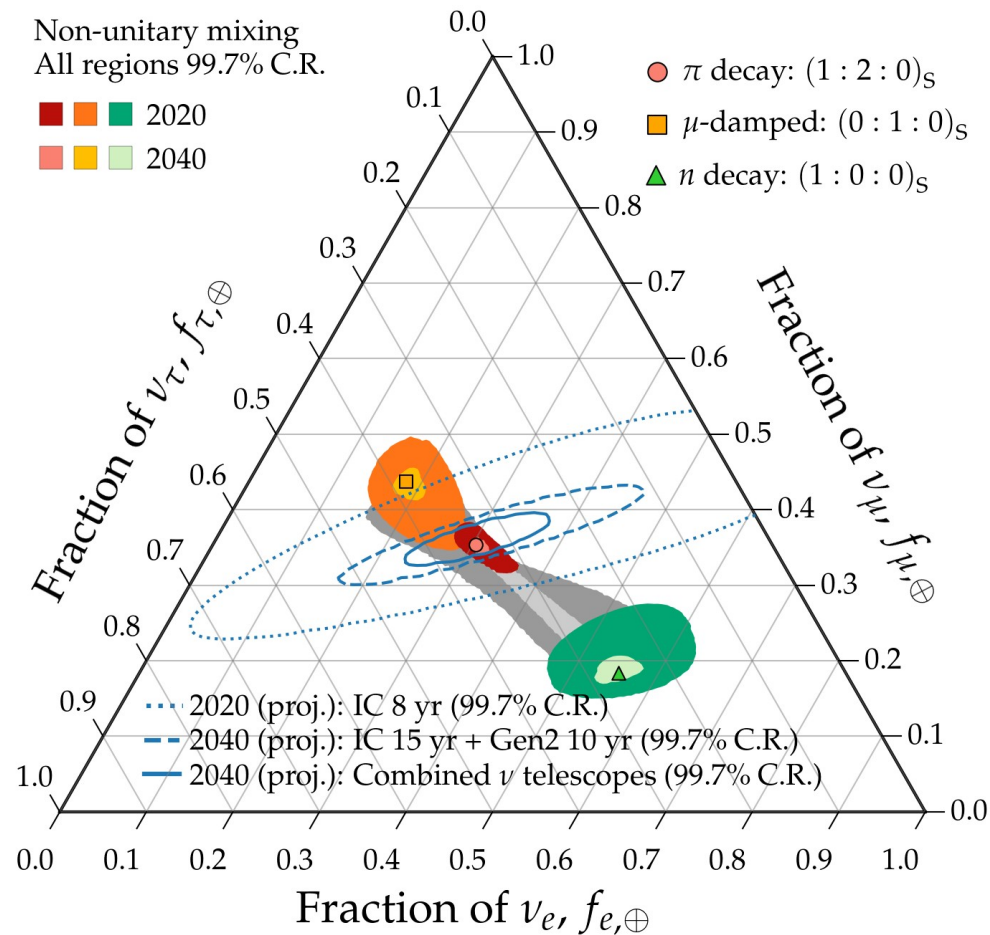 Non-unitary mixing
All regions 99.7% C.R.
2020
2040
π decay: (1 : 2 : 0)S
μ-damped: (0 : 1 : 0)S
n decay: (1 : 0 : 0)S
Fraction of ντ, fτ,⊕
0.0
0.1
0.2
0.3
0.4
0.5
0.6
0.7
0.8
0.9
1.0
Fraction of νμ, fμ,⊕
1.0
0.9
0.8
0.7
0.6
0.5
0.4
0.3
0.2
0.1
0.0
2020 (proj.): IC 8 yr (99.7% C.R.)
2040 (proj.): IC 15 yr + Gen2 10 yr (99.7% C.R.)
2040 (proj.): Combined ν telescopes (99.7% C.R.)
0.0 0.1 0.2 0.3 0.4 0.5 0.6 0.7 0.8 0.9 1.0
Fraction of νe, fe,⊕